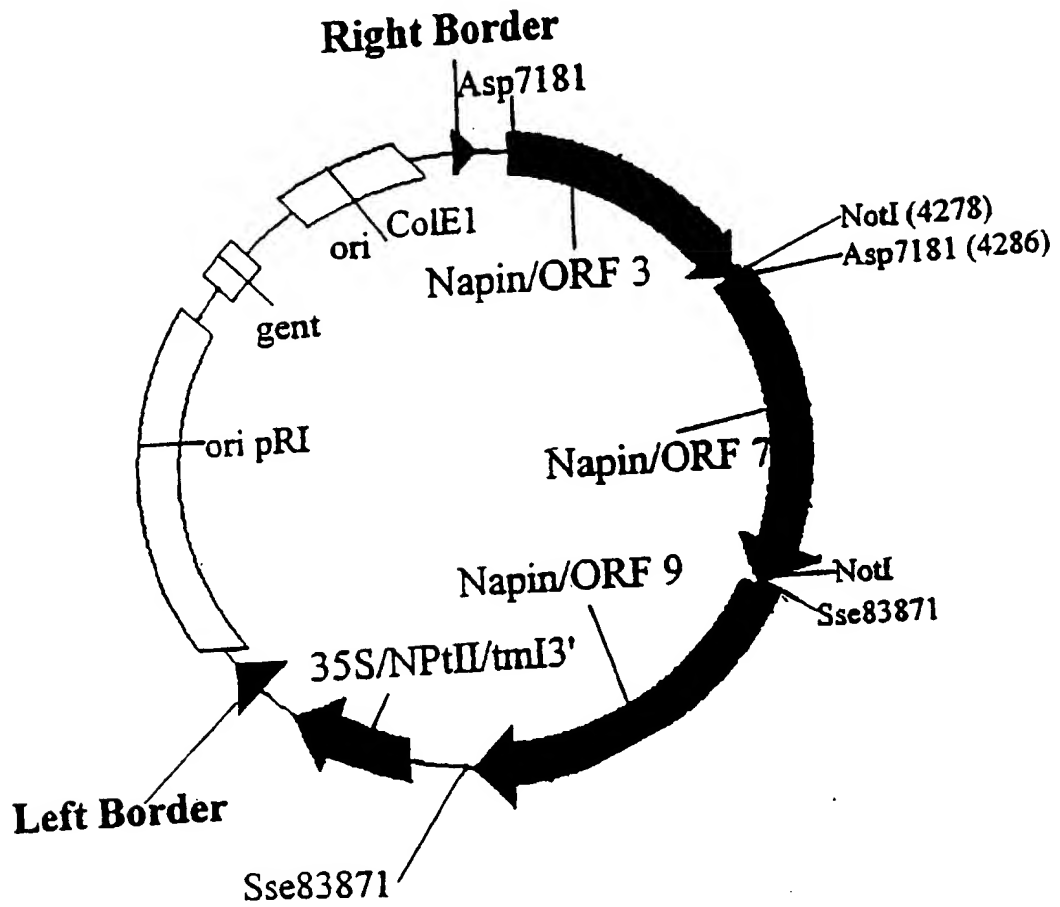 Right Border
Asp7181
ori
ColE1
NotI (4278)
Asp7181 (4286)
Napin/ORF 3
gent
ori pRI
Napin/ORF 7
Napin/ORF 9
NotI
Sse83871
35S/NPtII/tmI3'
Left Border
Sse83871